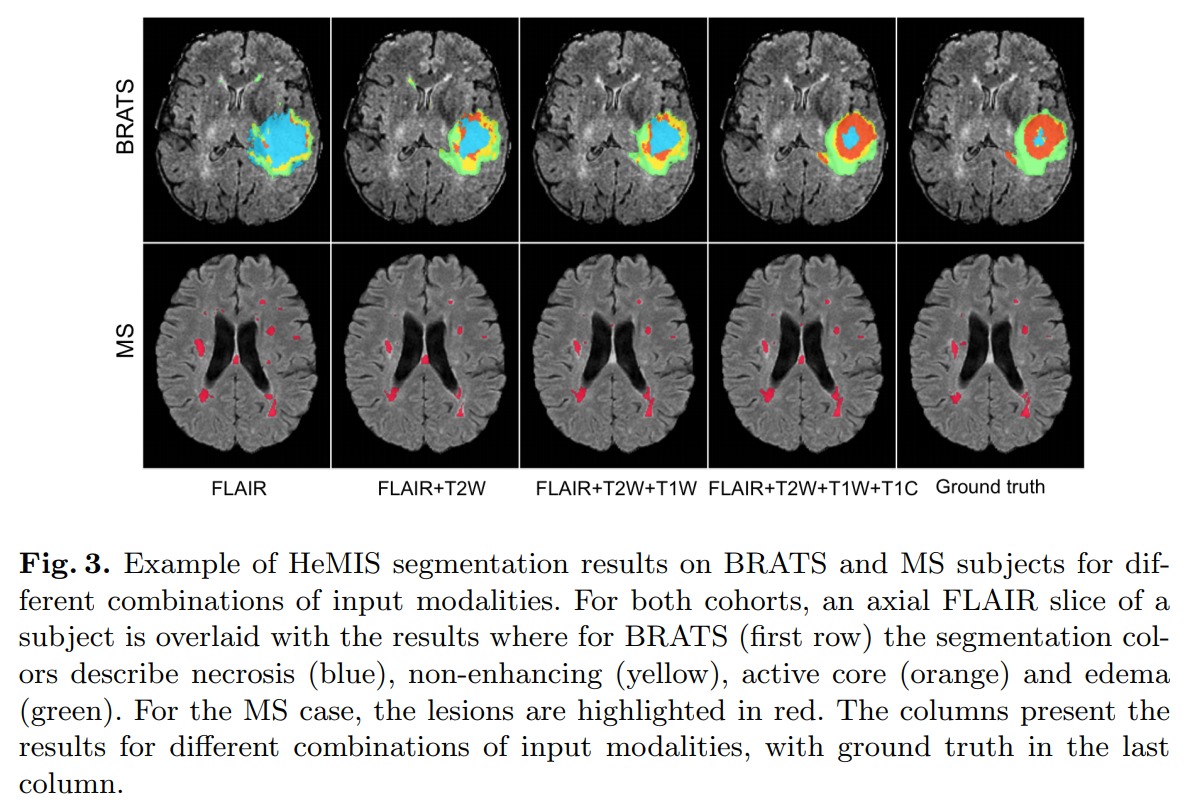 BRATS
MS
FLAIR
FLAIR+T2W
FLAIR+T2W+T1W
FLAIR+T2W+T1W+T1C
Ground truth
Fig. 3. Example of HeMIS segmentation results on BRATS and MS subjects for dif-
ferent combinations of input modalities. For both cohorts, an axial FLAIR slice of a
subject is overlaid with the results where for BRATS (first row) the segmentation col-
ors describe necrosis (blue), non-enhancing (yellow), active core (orange) and edema
(green). For the MS case, the lesions are highlighted in red. The columns present the
results for different combinations of input modalities, with ground truth in the last
column.